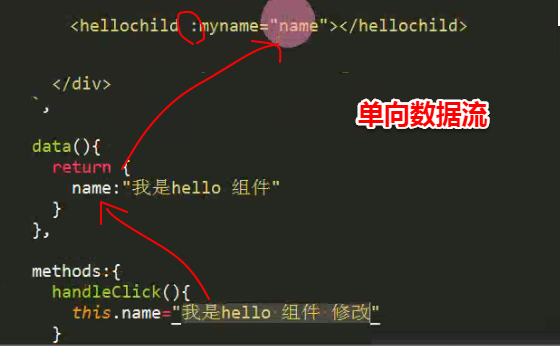 <hellochild :myname="name"></hellochild>
</div>
`,
单向数据流
data(){
return {
name:"我是hello 组件"
}
},
methods:{
handleClick(){
this.name="我是hello 组件 修改"
}